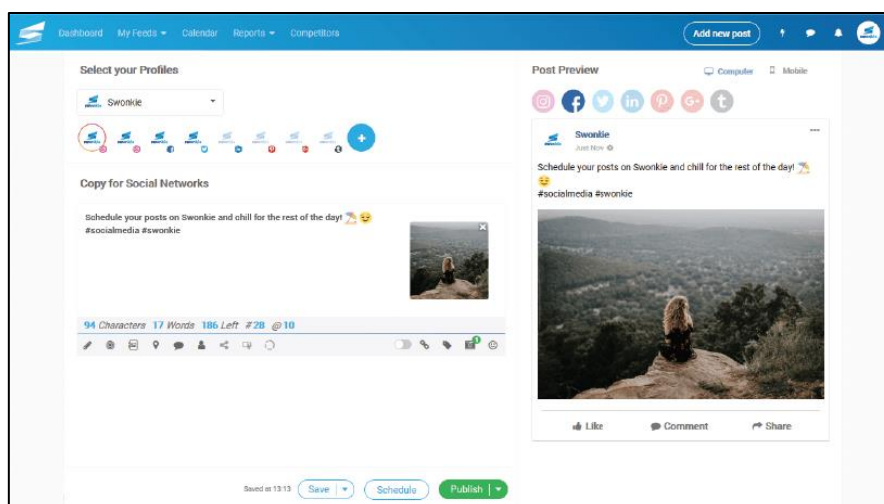 Dashboard My Feeds Calendar Reports Competitors Add new post
Select your Profiles
Swonkie
Copy for Social Networks
Schedule your posts on Swonkie and chill for the rest of the day! 🏖️😉
#socialmedia #swonkie
94 Characters 17 Words 186 Left #28 @10
1
Saved at 13:13 Save Schedule Publish
Post Preview Computer Mobile
Swonkie
Just Now
Schedule your posts on Swonkie and chill for the rest of the day! 🏖️
😉
#socialmedia #swonkie
Like Comment Share